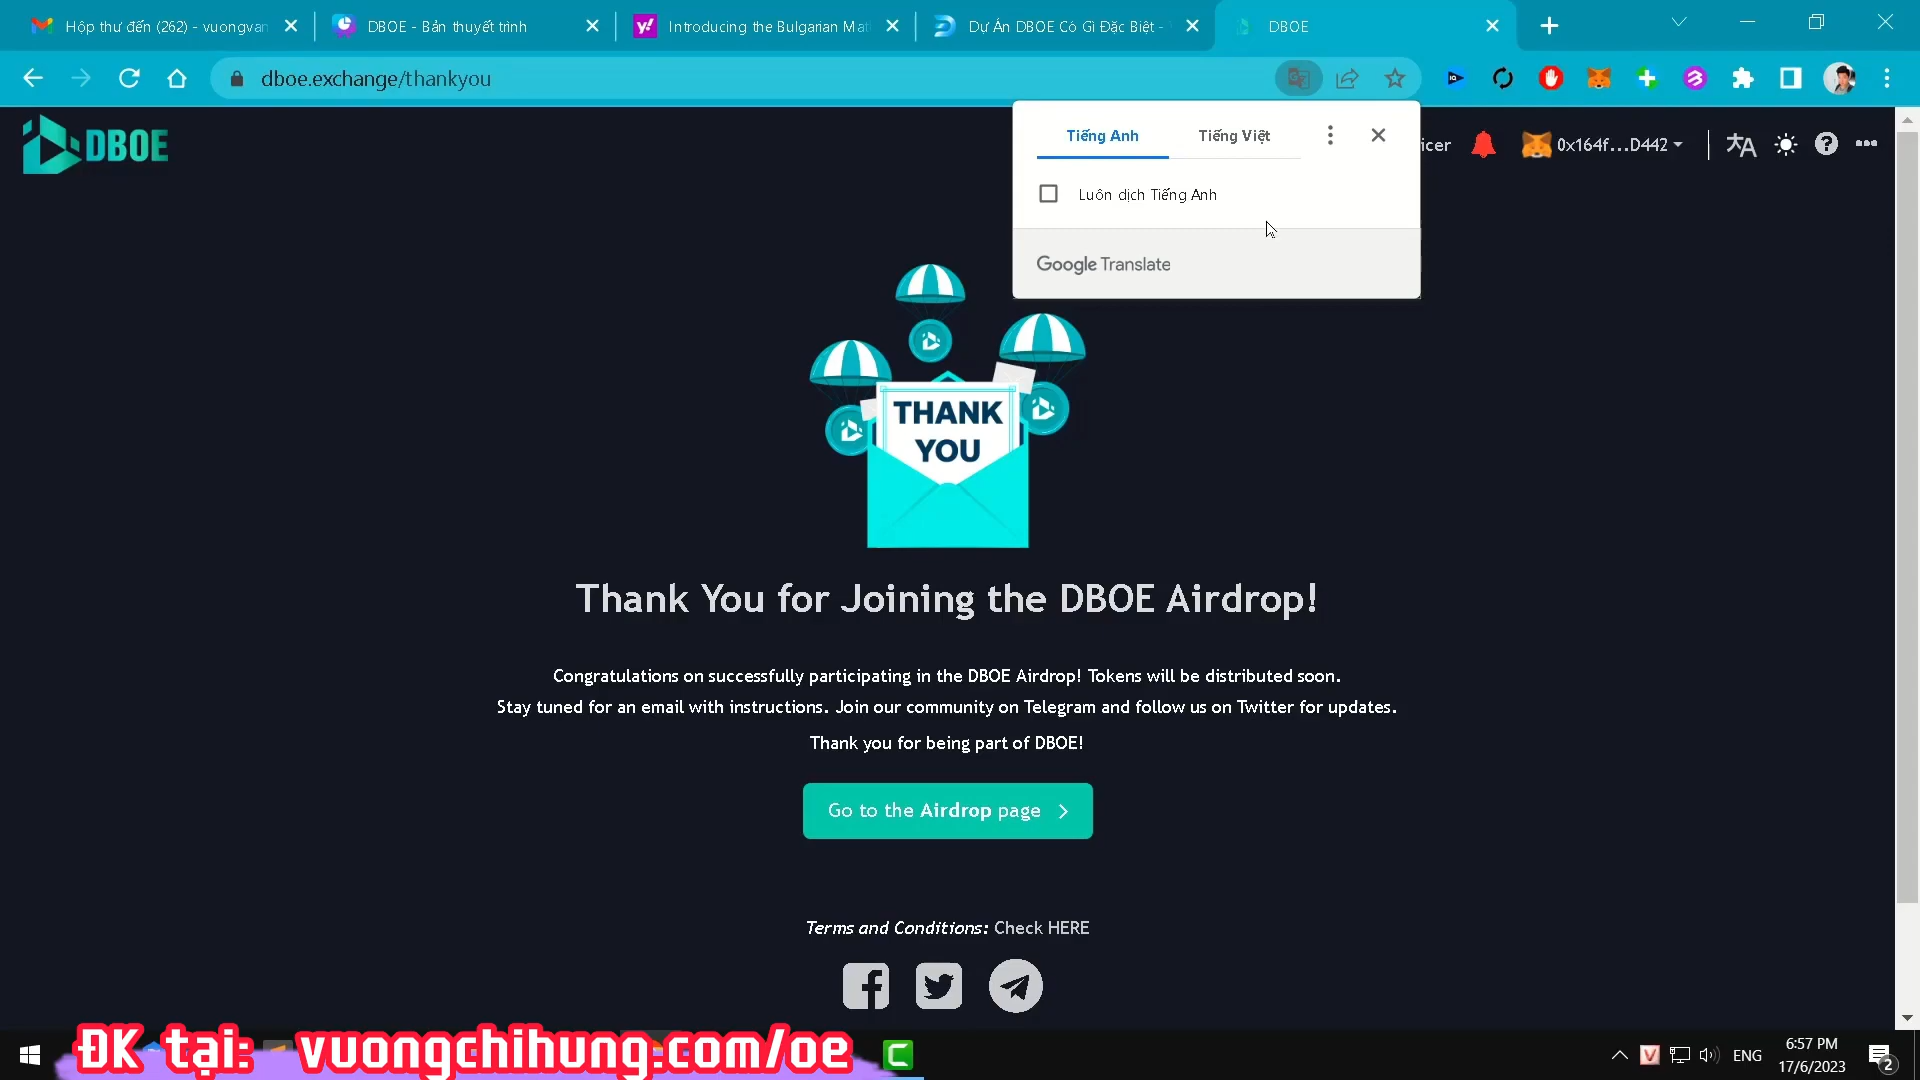 Hộp thư đến (262) - vuongvan
DBOE - Bản thuyết trình
Introducing the Bulgarian Mat
Dự Án DBOE Có Gì Đặc Biệt -
DBOE
dboe.exchange/thankyou
Tiếng Anh
Tiếng Việt
Luôn dịch Tiếng Anh
Google Translate
DBOE
icer
0x164f...D442
THANK
YOU
Thank You for Joining the DBOE Airdrop!
Congratulations on successfully participating in the DBOE Airdrop! Tokens will be distributed soon.
Stay tuned for an email with instructions. Join our community on Telegram and follow us on Twitter for updates.
Thank you for being part of DBOE!
Go to the Airdrop page
Terms and Conditions: Check HERE
ĐK tại: vuongchihung.com/oe
ENG
6:57 PM
17/6/2023
2